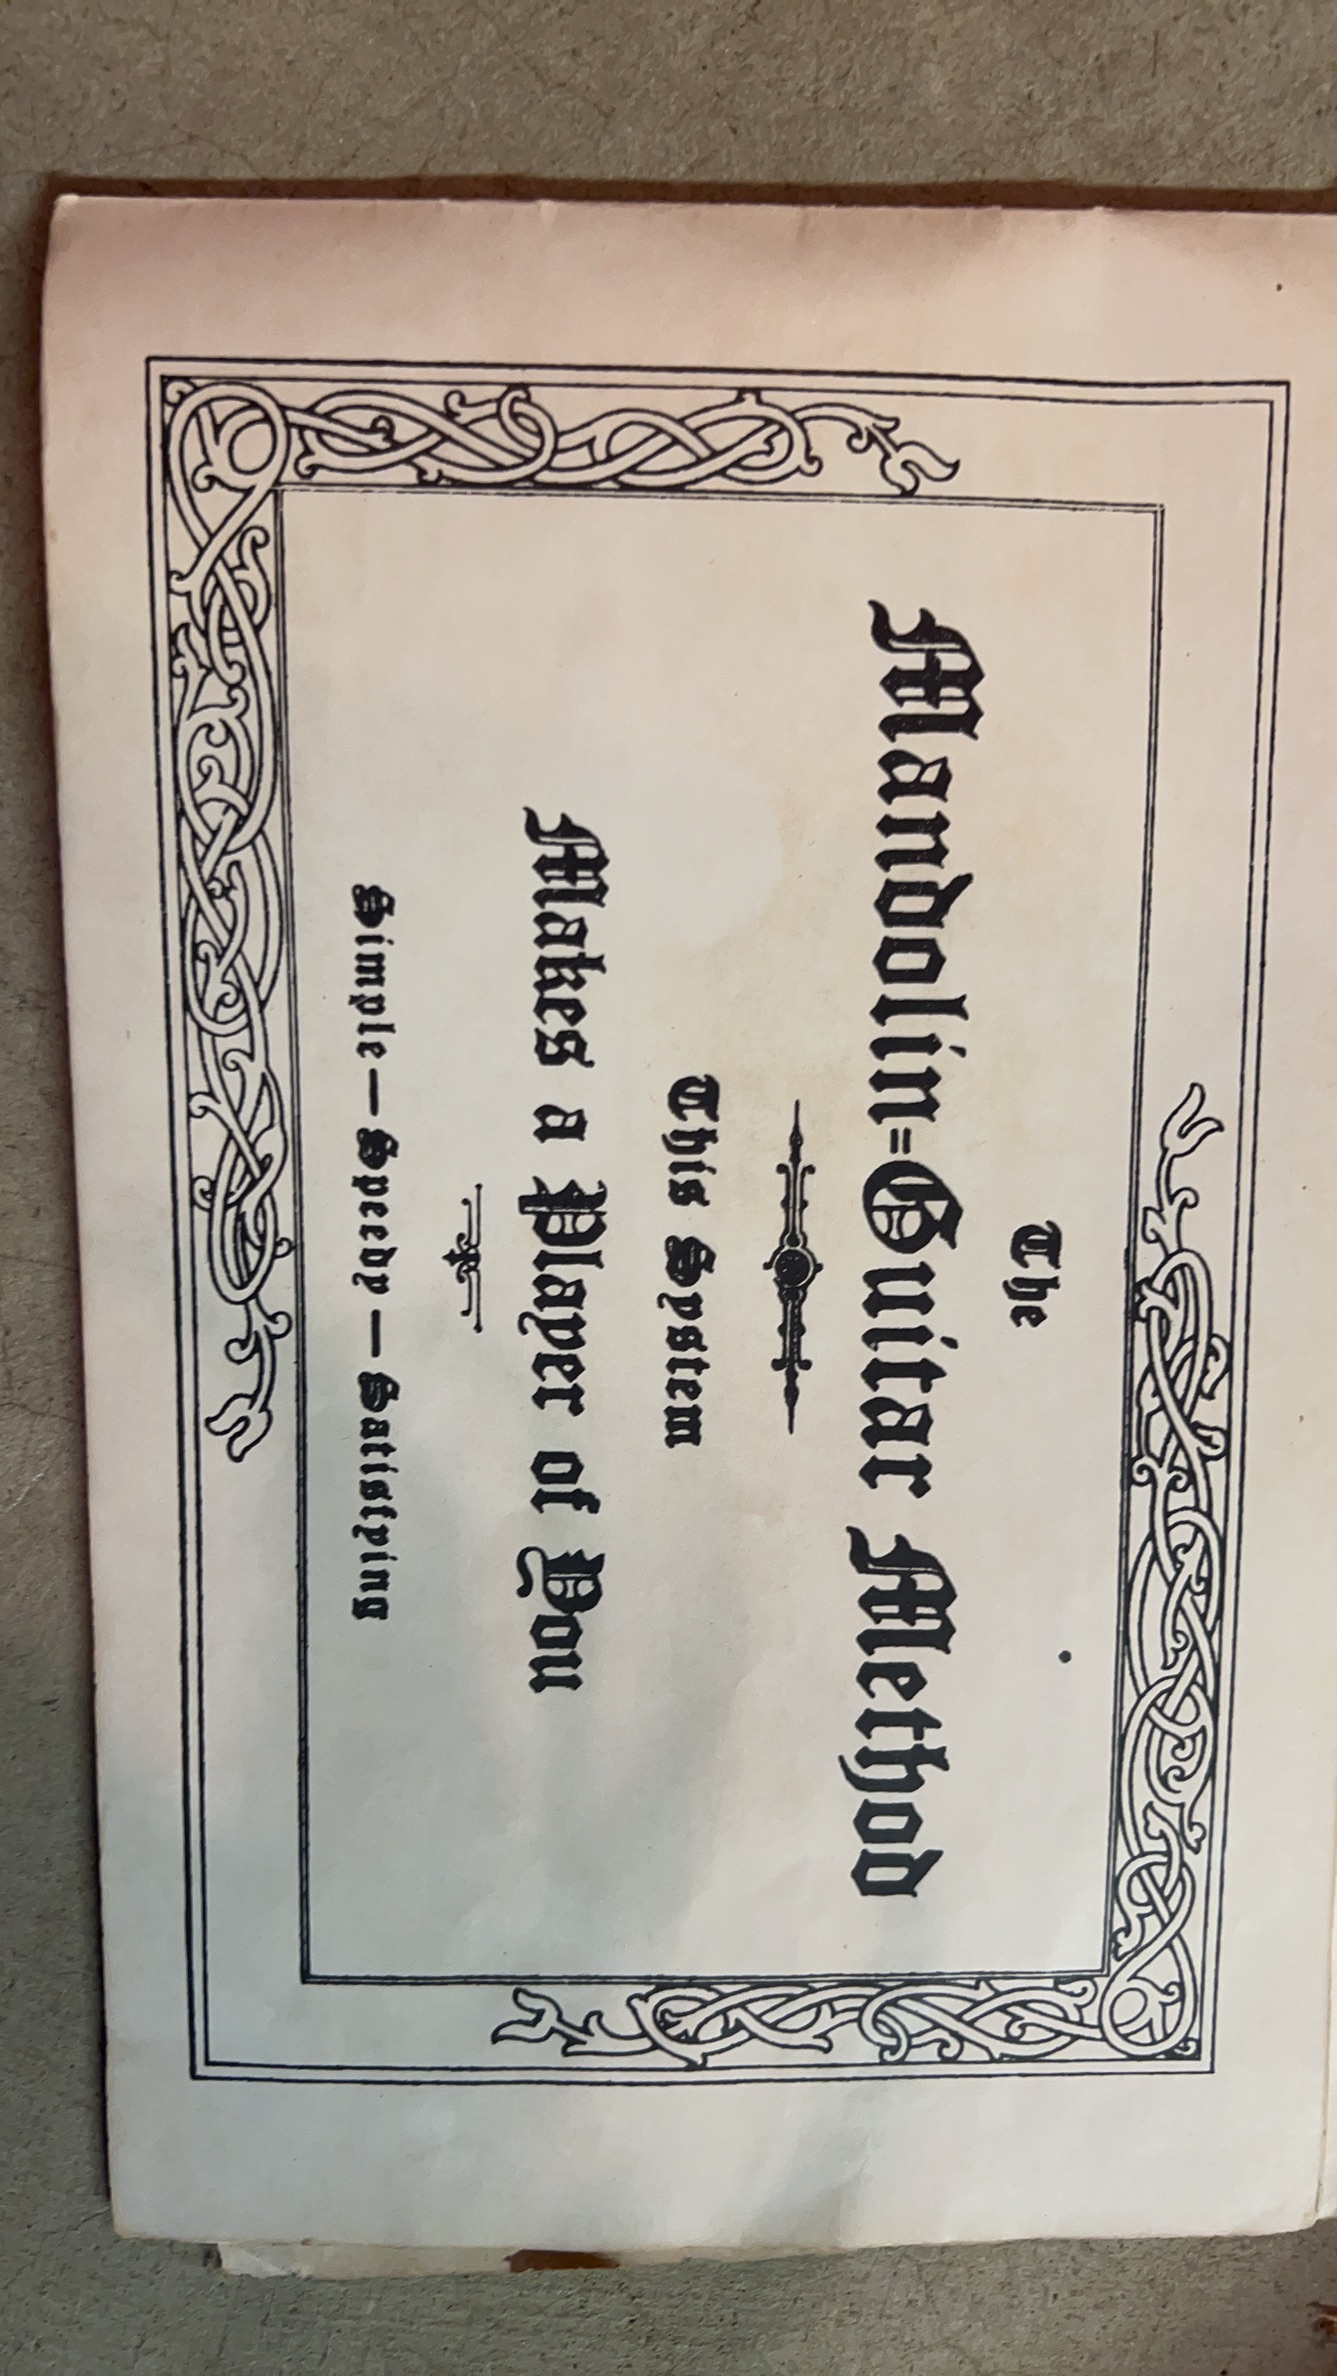 The
Mandolin=Guitar Method
This System
Makes a Player of You
Simple — Speedy — Satisfying